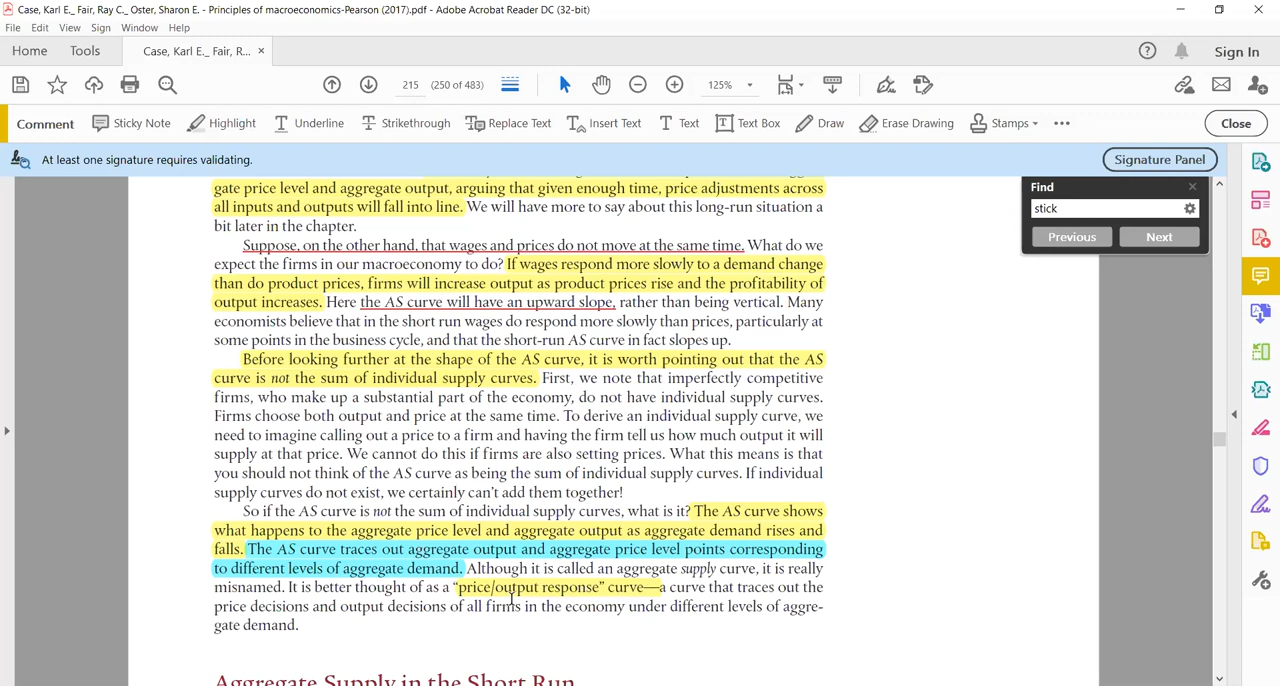 Case, Karl E._ Fair, Ray C._ Oster, Sharon E. - Principles of macroeconomics-Pearson (2017).pdf - Adobe Acrobat Reader DC (32-bit)
File Edit View Sign Window Help
Home Tools Case, Karl E._ Fair, R... × Sign In
215 (250 of 483) 125%
Comment Sticky Note Highlight Underline Strikethrough Replace Text Insert Text Text Text Box Draw Erase Drawing Stamps Close
At least one signature requires validating. Signature Panel
Find
stick
Previous Next
gate price level and aggregate output, arguing that given enough time, price adjustments across
all inputs and outputs will fall into line. We will have more to say about this long-run situation a
bit later in the chapter.
Suppose, on the other hand, that wages and prices do not move at the same time. What do we
expect the firms in our macroeconomy to do? If wages respond more slowly to a demand change
than do product prices, firms will increase output as product prices rise and the profitability of
output increases. Here the AS curve will have an upward slope, rather than being vertical. Many
economists believe that in the short run wages do respond more slowly than prices, particularly at
some points in the business cycle, and that the short-run AS curve in fact slopes up.
Before looking further at the shape of the AS curve, it is worth pointing out that the AS
curve is not the sum of individual supply curves. First, we note that imperfectly competitive
firms, who make up a substantial part of the economy, do not have individual supply curves.
Firms choose both output and price at the same time. To derive an individual supply curve, we
need to imagine calling out a price to a firm and having the firm tell us how much output it will
supply at that price. We cannot do this if firms are also setting prices. What this means is that
you should not think of the AS curve as being the sum of individual supply curves. If individual
supply curves do not exist, we certainly can't add them together!
So if the AS curve is not the sum of individual supply curves, what is it? The AS curve shows
what happens to the aggregate price level and aggregate output as aggregate demand rises and
falls. The AS curve traces out aggregate output and aggregate price level points corresponding
to different levels of aggregate demand. Although it is called an aggregate supply curve, it is really
misnamed. It is better thought of as a “price/output response” curve—a curve that traces out the
price decisions and output decisions of all firms in the economy under different levels of aggre-
gate demand.
Aggregate Supply in the Short Run